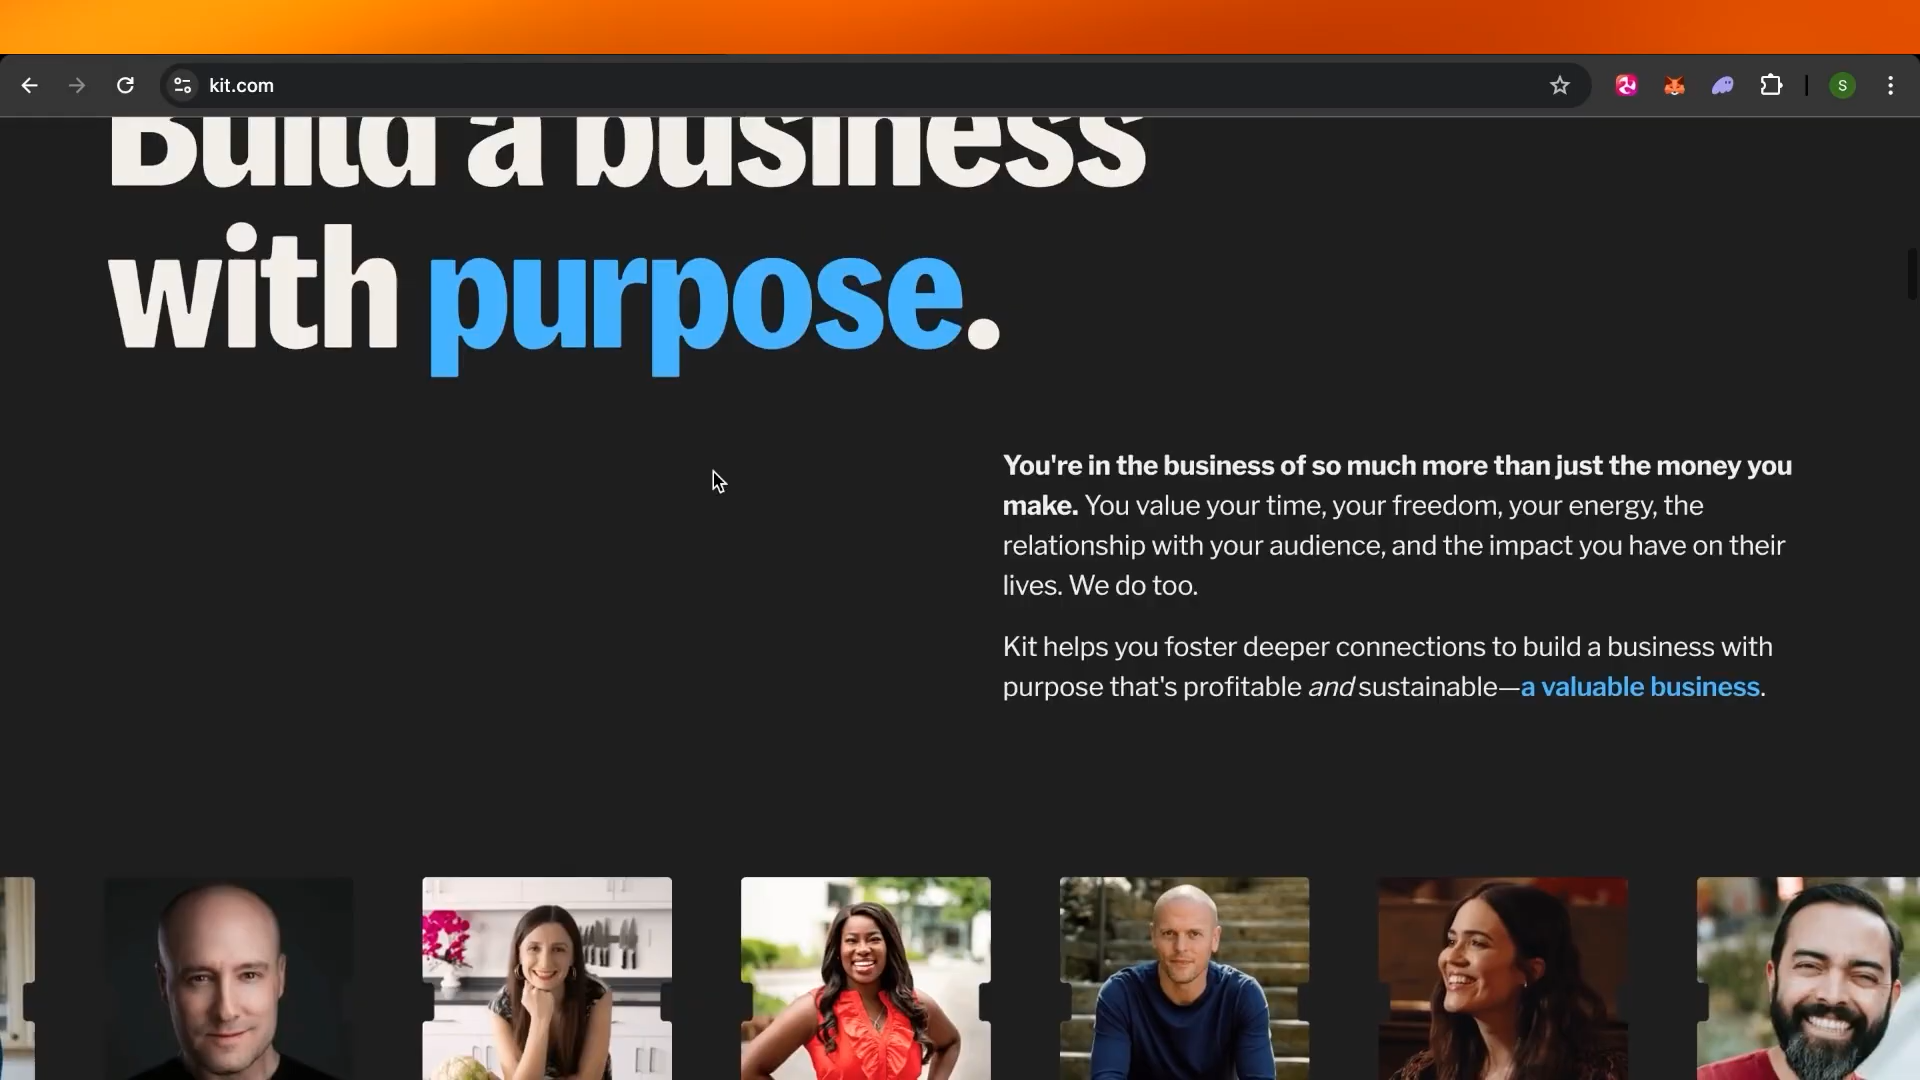 kit.com
S
Build a business
with purpose.
You're in the business of so much more than just the money you
make. You value your time, your freedom, your energy, the
relationship with your audience, and the impact you have on their
lives. We do too.
Kit helps you foster deeper connections to build a business with
purpose that's profitable and sustainable—a valuable business.